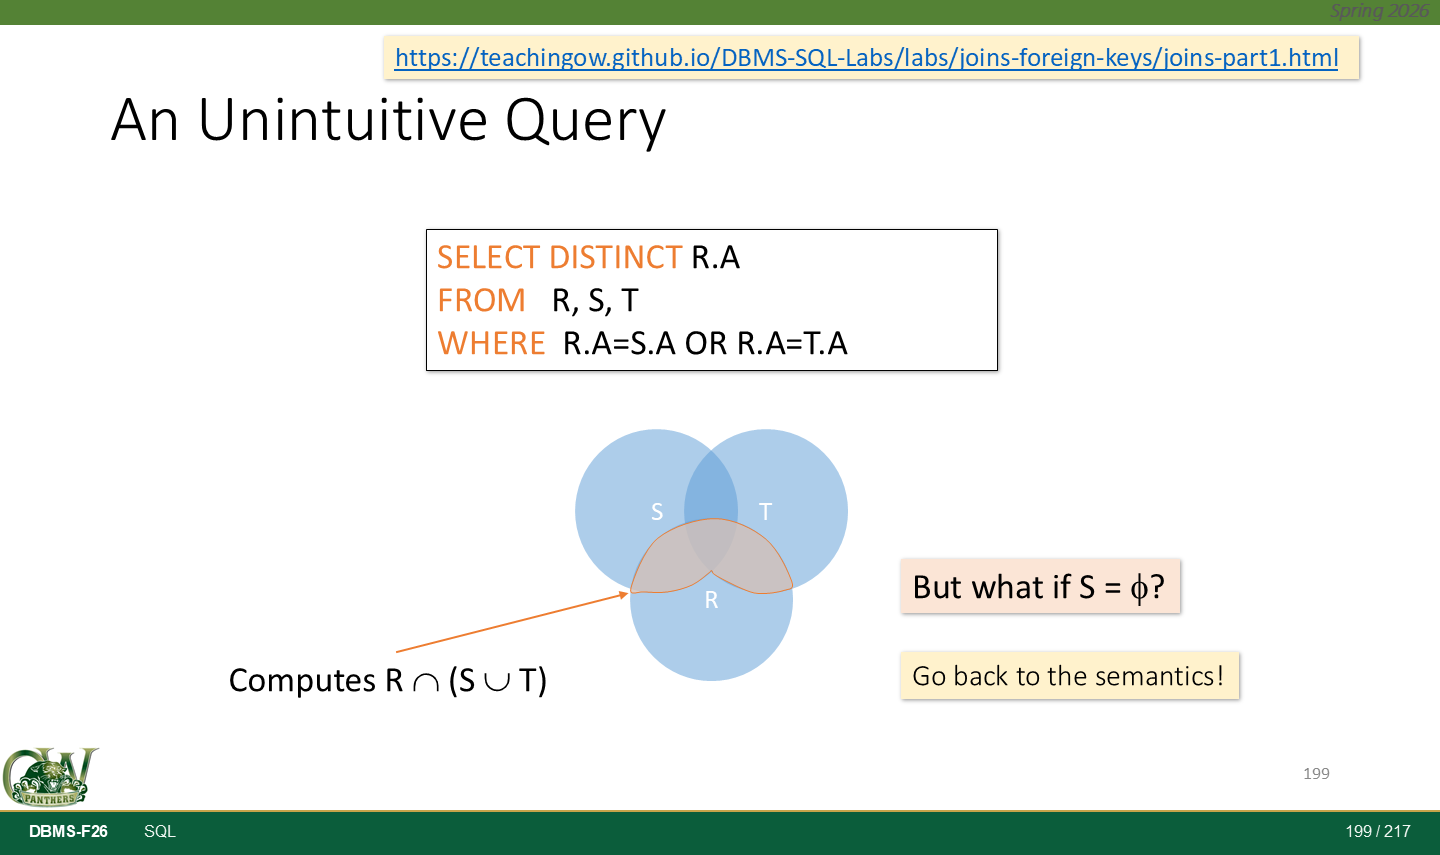 Spring 2026
https://teachingow.github.io/DBMS-SQL-Labs/labs/joins-foreign-keys/joins-part1.html
An Unintuitive Query
SELECT DISTINCT R.A
FROM R, S, T
WHERE R.A=S.A OR R.A=T.A
S
T
R
But what if S = ϕ?
Computes R ∩ (S ∪ T)
Go back to the semantics!
OW
PANTHERS
199
DBMS-F26
SQL
199 / 217